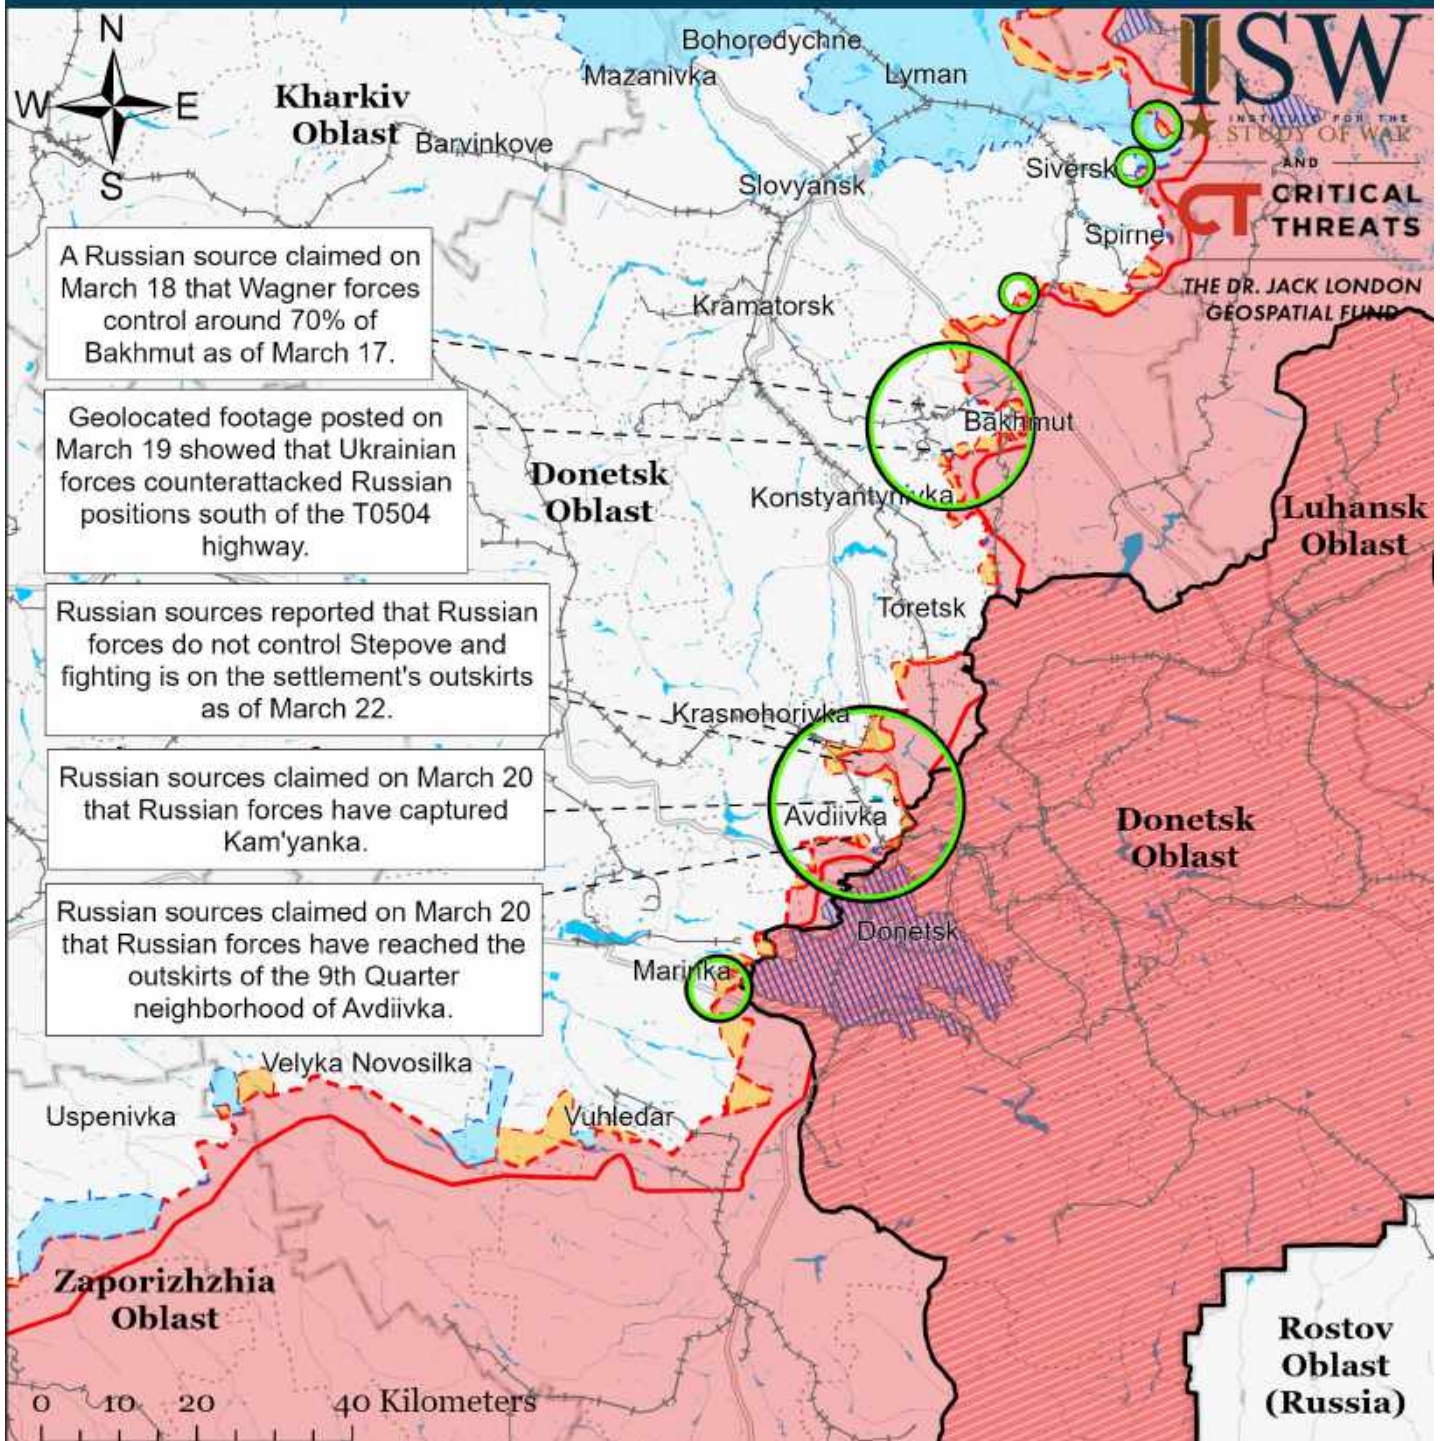 N
W
E
S
Kharkiv
Oblast
Barvinkove
Bohorodychne
Mazanivka
Lyman
Slovyansk
Siversk
Spirne
ISW
INSTITUTE FOR THE
STUDY OF WAR
AND
CT CRITICAL
THREATS
THE DR. JACK LONDON
GEOSPATIAL FUND
A Russian source claimed on
March 18 that Wagner forces
control around 70% of
Bakhmut as of March 17.
Kramatorsk
Geolocated footage posted on
March 19 showed that Ukrainian
forces counterattacked Russian
positions south of the T0504
highway.
Bakhmut
Donetsk
Oblast
Konstyantynivka
Luhansk
Oblast
Russian sources reported that Russian
forces do not control Stepove and
fighting is on the settlement's outskirts
as of March 22.
Toretsk
Krasnohorivka
Russian sources claimed on March 20
that Russian forces have captured
Kam'yanka.
Avdiivka
Donetsk
Oblast
Russian sources claimed on March 20
that Russian forces have reached the
outskirts of the 9th Quarter
neighborhood of Avdiivka.
Donetsk
Marinka
Velyka Novosilka
Uspenivka
Vuhledar
Zaporizhzhia
Oblast
Rostov
Oblast
(Russia)
0 10 20 40 Kilometers